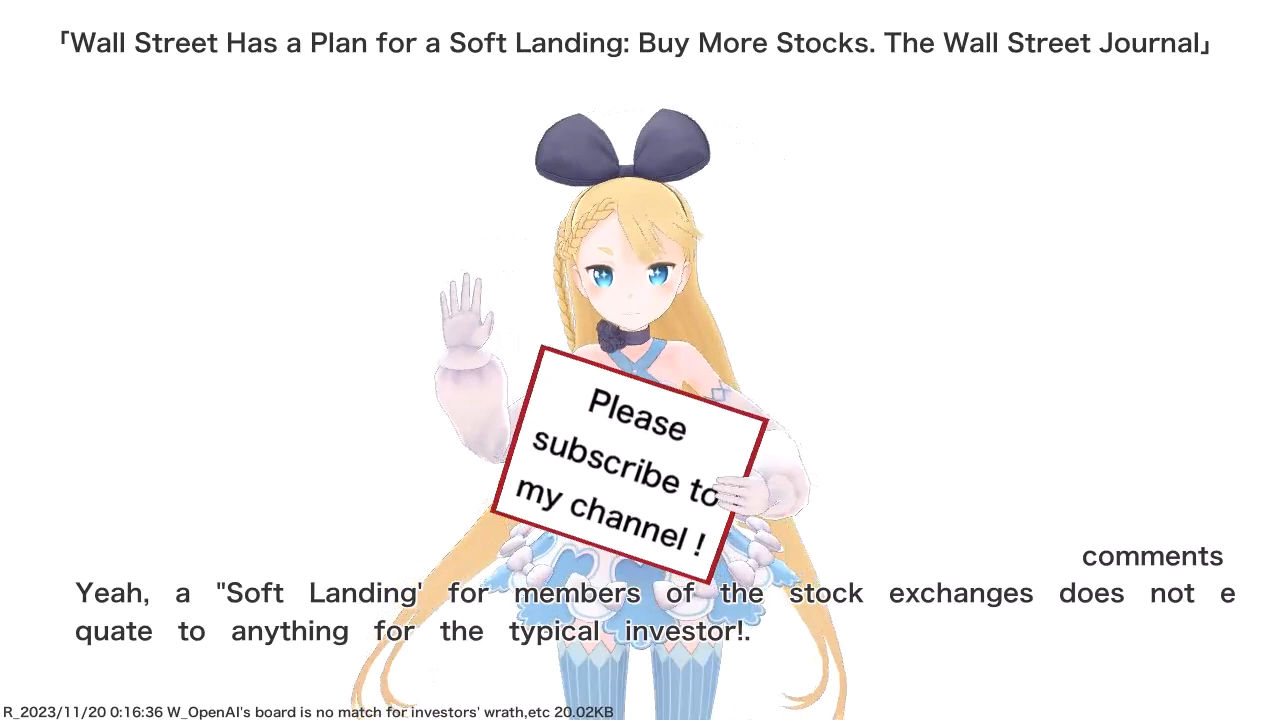 「Wall Street Has a Plan for a Soft Landing: Buy More Stocks. The Wall Street Journal」
Please
subscribe to
my channel !
comments
Yeah, a "Soft Landing' for members of the stock exchanges does not e
quate to anything for the typical investor!.
R_2023/11/20 0:16:36 W_OpenAI's board is no match for investors' wrath,etc 20.02KB